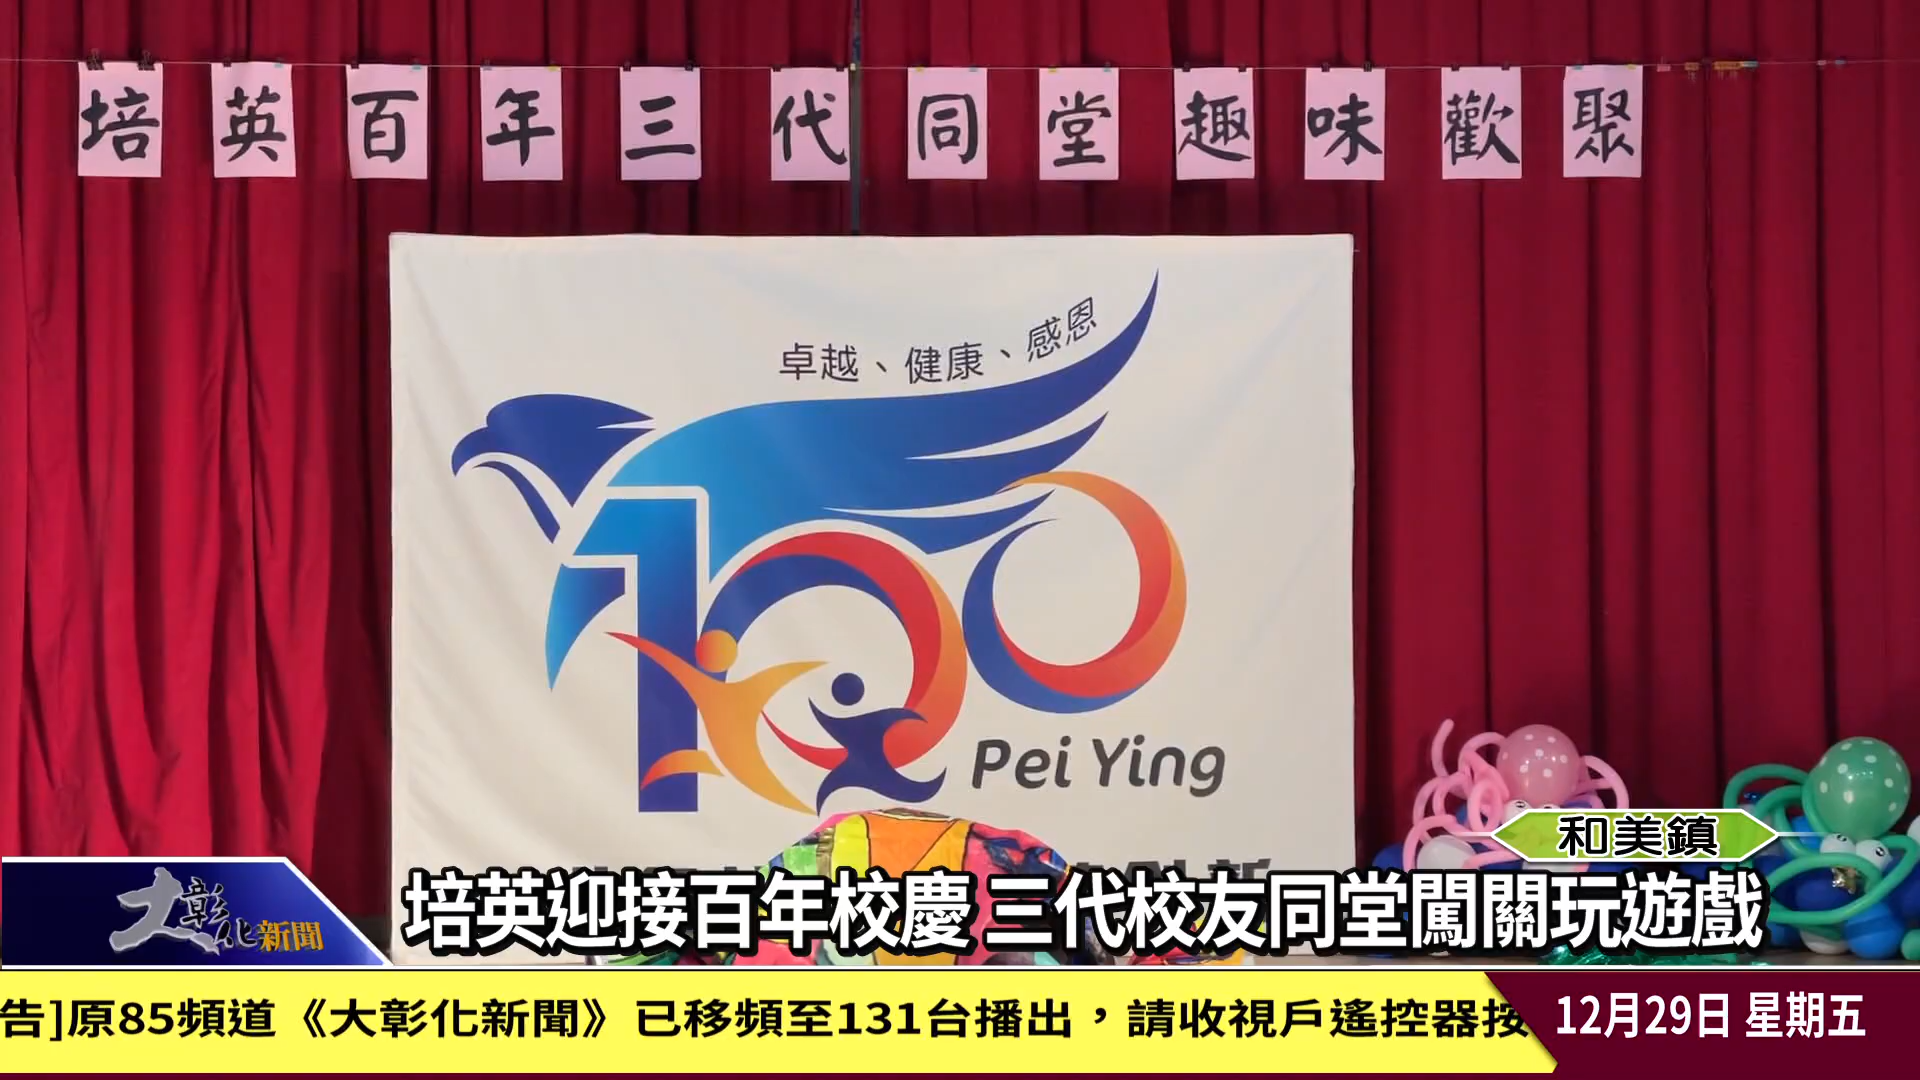 培英百年三代同堂趣味歡聚
卓越、健康、感恩
100
Pei Ying
和美鎮
大彰化新聞
培英迎接百年校慶 三代校友同堂闖關玩遊戲
告]原85頻道《大彰化新聞》已移頻至131台播出，請收視戶遙控器按
12月29日 星期五